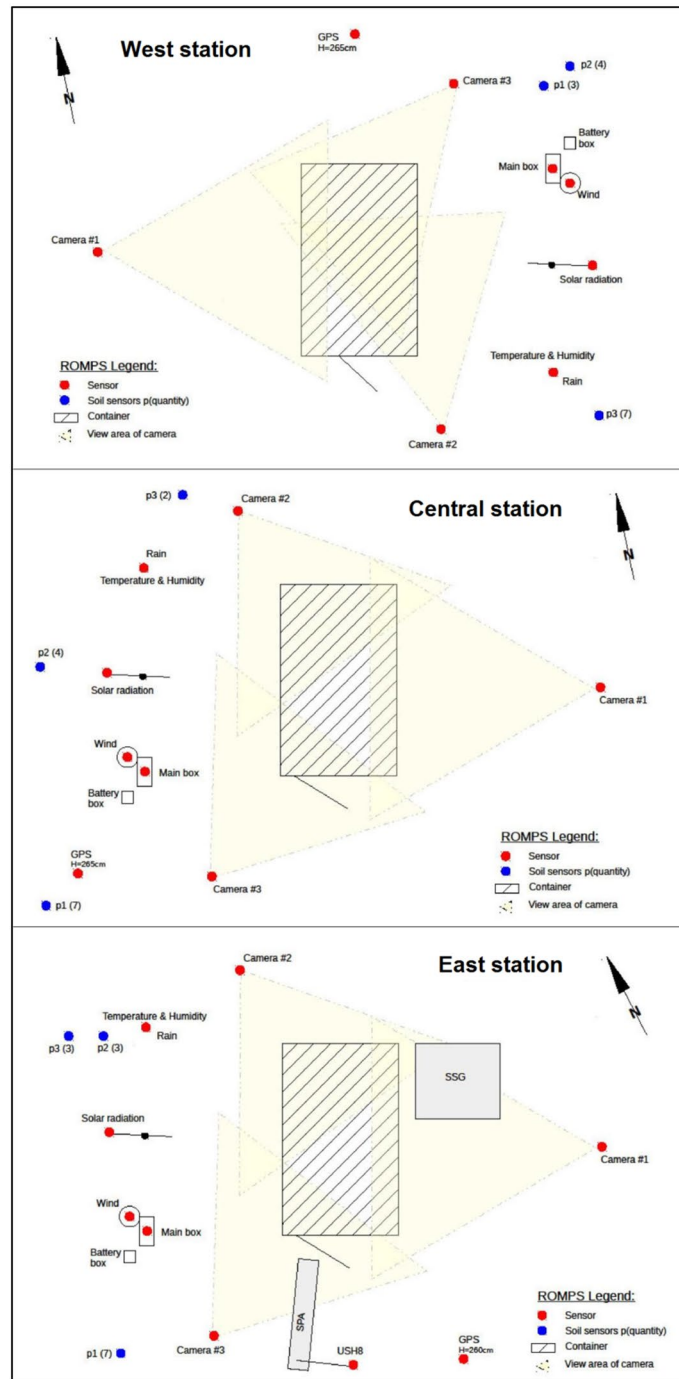 West station
GPS
H=265cm
N
Camera #3
p2 (4)
p1 (3)
Battery
box
Main box
Wind
Camera #1
Solar radiation
Temperature & Humidity
Rain
p3 (7)
Camera #2
ROMPS Legend:
Sensor
Soil sensors p(quantity)
Container
View area of camera
Central station
p3 (2)
Camera #2
N
Rain
Temperature & Humidity
p2 (4)
Solar radiation
Camera #1
Wind
Main box
Battery
box
GPS
H=265cm
Camera #3
p1 (7)
ROMPS Legend:
Sensor
Soil sensors p(quantity)
Container
View area of camera
East station
Camera #2
N
Temperature & Humidity
Rain
p3 (3)
p2 (3)
SSG
Solar radiation
Camera #1
Wind
Main box
Battery
box
SPA
Camera #3
p1 (7)
USH8
GPS
H=260cm
ROMPS Legend:
Sensor
Soil sensors p(quantity)
Container
View area of camera